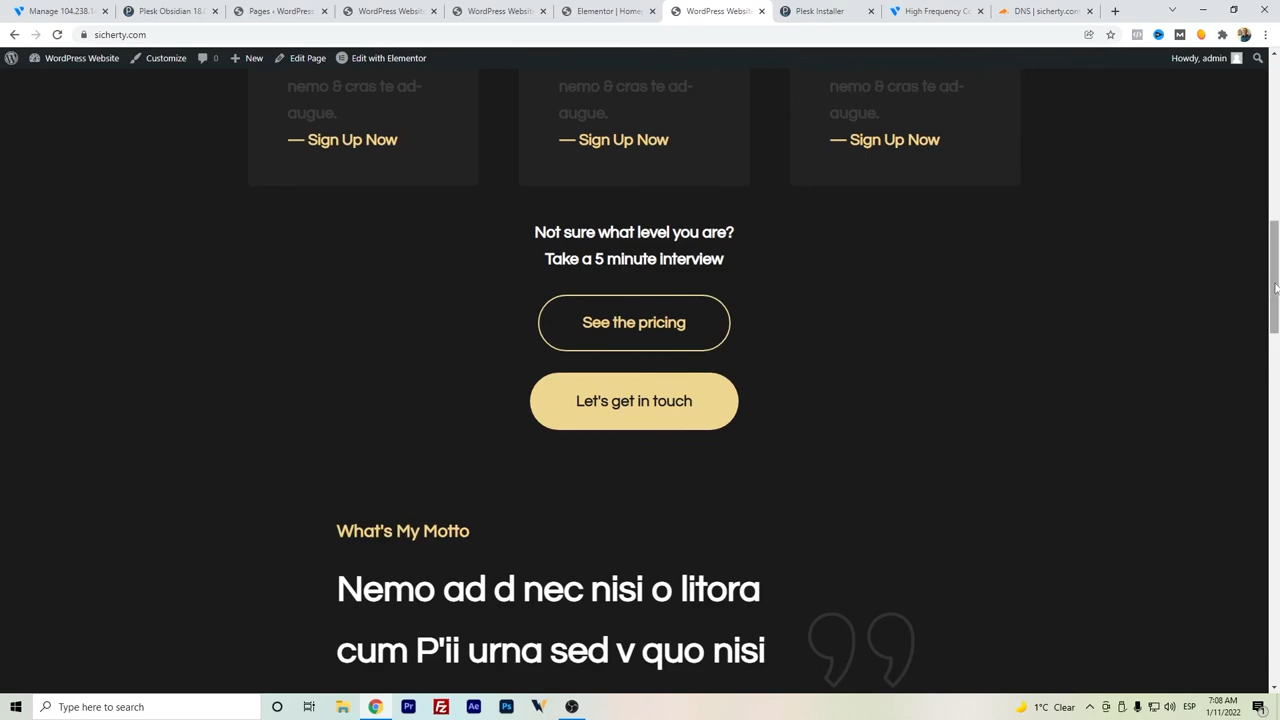 Manage 104.238.1
Plesk Obsidian 18.
Pages ‹ WordPress
WordPress Website
WordPress Website
Elementor | Home
WordPress Website
Plesk Installer
High Frequency Co
DNS | sicherty.com
sicherty.com
WordPress Website
Customize
0
New
Edit Page
Edit with Elementor
Howdy, admin
nemo & cras te ad-
augue.
— Sign Up Now
nemo & cras te ad-
augue.
— Sign Up Now
nemo & cras te ad-
augue.
— Sign Up Now
Not sure what level you are?
Take a 5 minute interview
See the pricing
Let's get in touch
What's My Motto
Nemo ad d nec nisi o litora
cum P'ii urna sed v quo nisi
Type here to search
1°C Clear
ESP
7:08 AM
1/11/2022